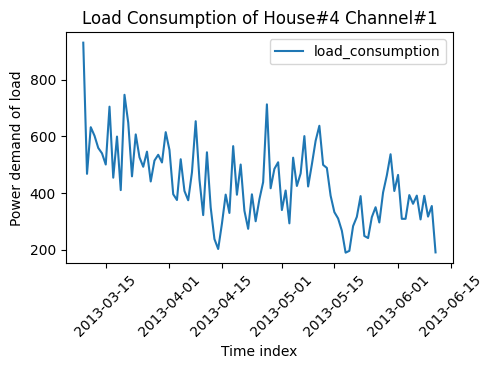 Load Consumption of House#4 Channel#1
load_consumption
Power demand of load
800
600
400
200
2013-03-15
2013-04-01
2013-04-15
2013-05-01
2013-05-15
2013-06-01
2013-06-15
Time index